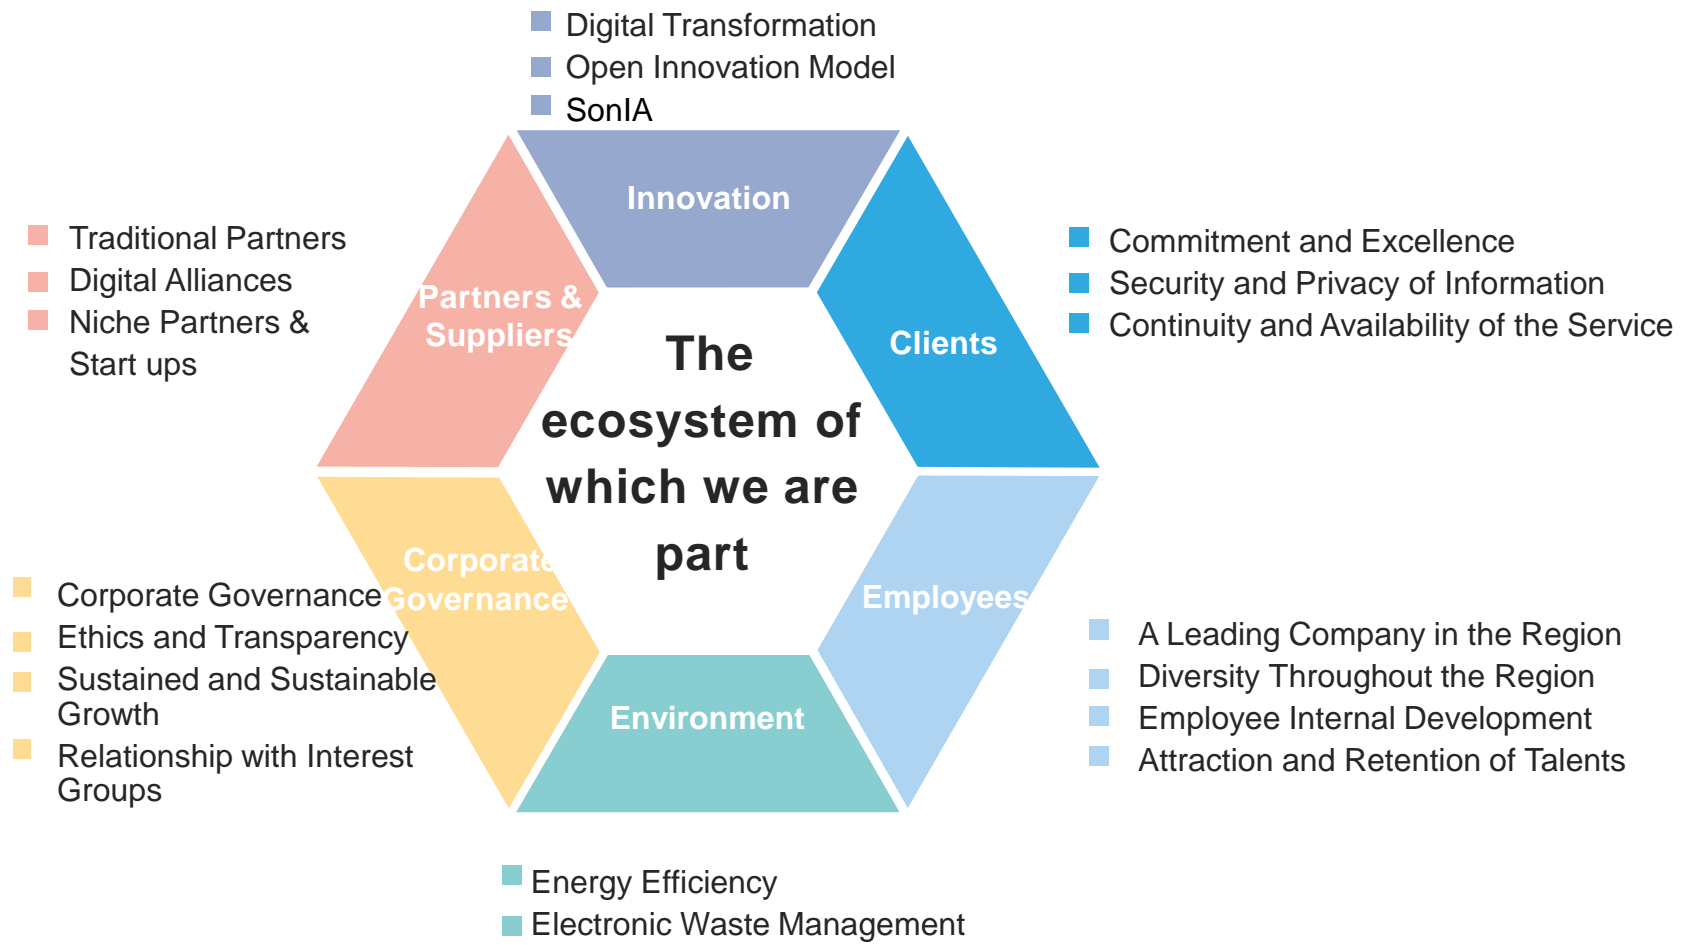 Digital Transformation
Open Innovation Model
SonIA
Innovation
Traditional Partners
Digital Alliances
Niche Partners &
Start ups
Partners &
Suppliers
Clients
Commitment and Excellence
Security and Privacy of Information
Continuity and Availability of the Service
The
ecosystem of
which we are
part
Corporate
Governance
Corporate Governance
Ethics and Transparency
Sustained and Sustainable
Growth
Relationship with Interest
Groups
Employees
A Leading Company in the Region
Diversity Throughout the Region
Employee Internal Development
Attraction and Retention of Talents
Environment
Energy Efficiency
Electronic Waste Management